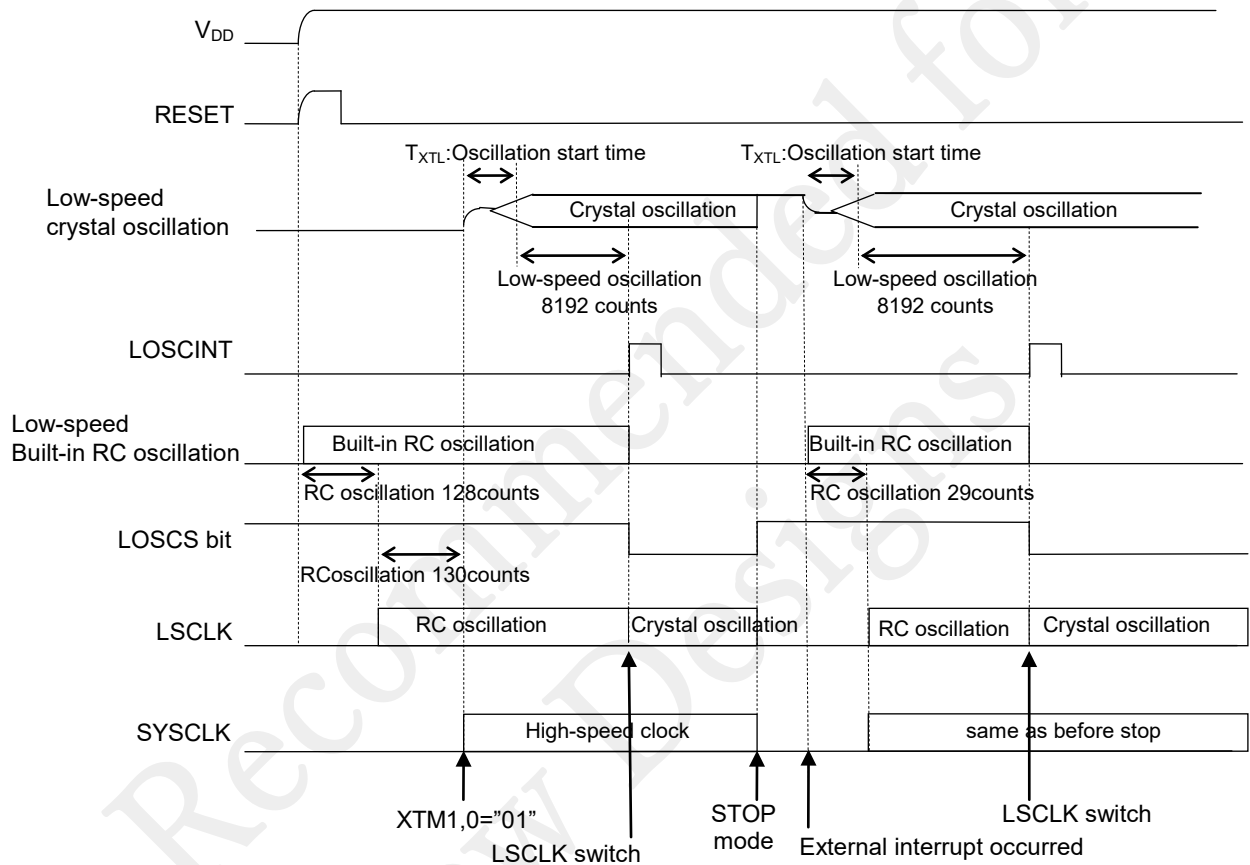 VDD
RESET
TXTL:Oscillation start time
TXTL:Oscillation start time
Low-speed
crystal oscillation
Crystal oscillation
Crystal oscillation
Low-speed oscillation
8192 counts
Low-speed oscillation
8192 counts
LOSCINT
Low-speed
Built-in RC oscillation
Built-in RC oscillation
Built-in RC oscillation
RC oscillation 128counts
RC oscillation 29counts
LOSCS bit
RCoscillation 130counts
LSCLK
RC oscillation
Crystal oscillation
RC oscillation
Crystal oscillation
SYSCLK
High-speed clock
same as before stop
XTM1,0=”01”
LSCLK switch
STOP
mode
External interrupt occurred
LSCLK switch
Recommended for
Designs